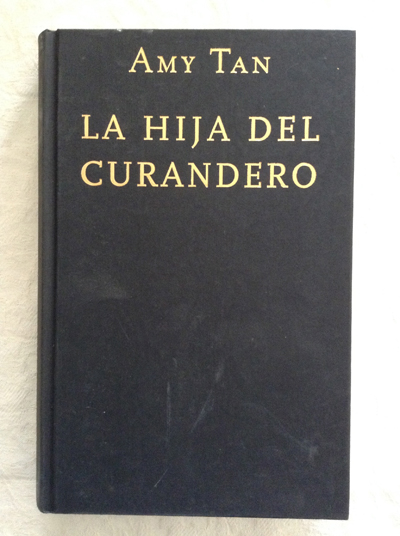 AMY TAN
LA HIJA DEL
CURANDERO